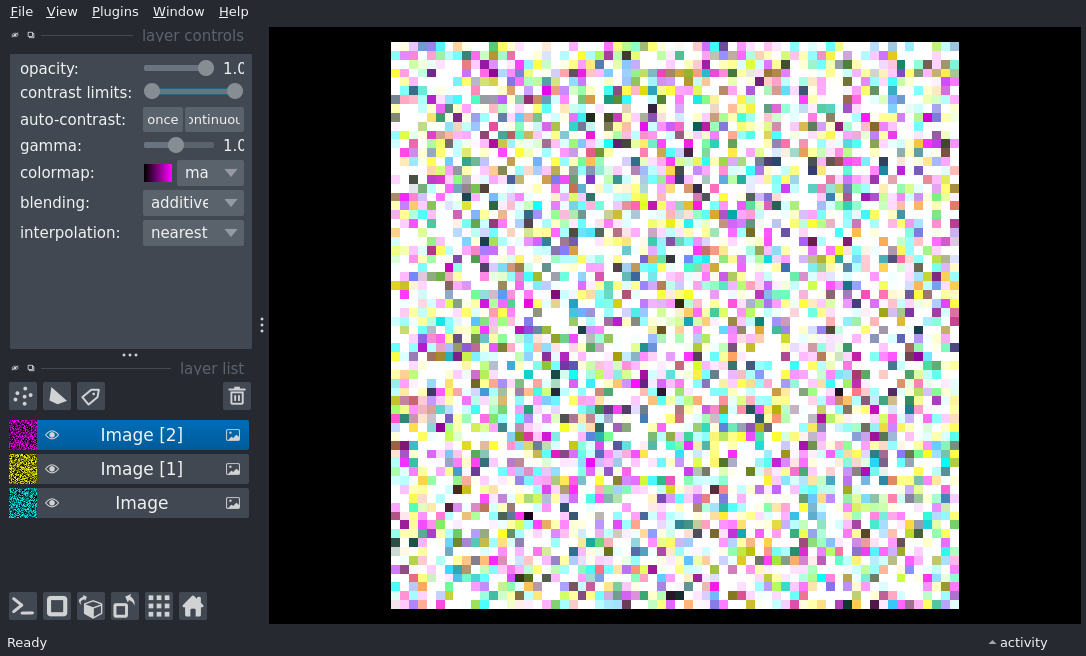 File View Plugins Window Help
layer controls
opacity: 1.0
contrast limits:
auto-contrast: once ontinuou
gamma: 1.0
colormap: ma
blending: additive
interpolation: nearest
layer list
Image [2]
Image [1]
Image
Ready
activity